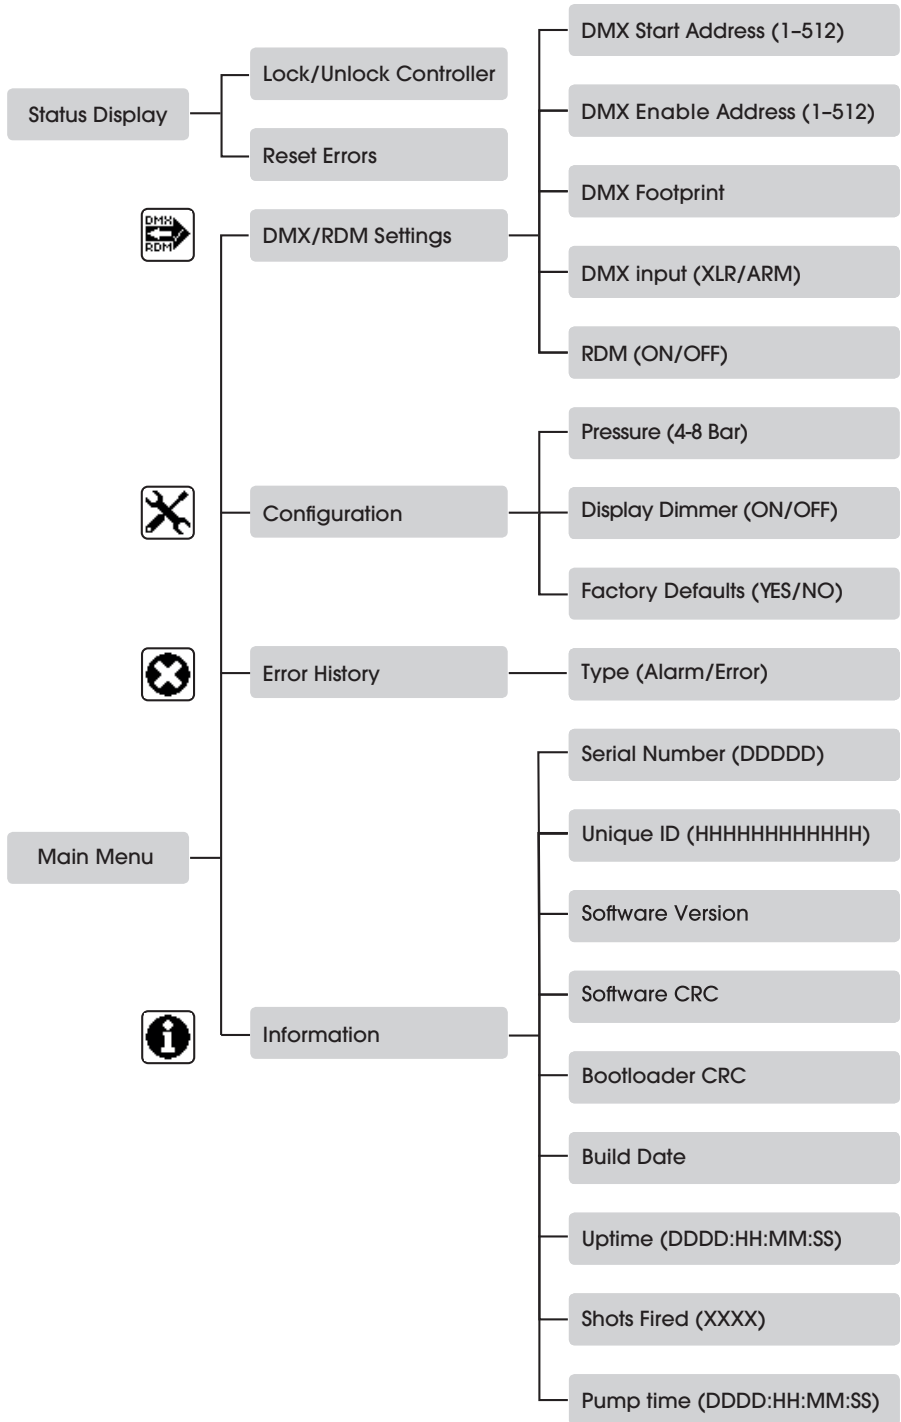 Status Display
Lock/Unlock Controller
Reset Errors
DMX
RDM
DMX/RDM Settings
DMX Start Address (1–512)
DMX Enable Address (1–512)
DMX Footprint
DMX input (XLR/ARM)
RDM (ON/OFF)
Configuration
Pressure (4-8 Bar)
Display Dimmer (ON/OFF)
Factory Defaults (YES/NO)
Error History
Type (Alarm/Error)
Main Menu
Information
Serial Number (DDDDD)
Unique ID (HHHHHHHHHHHH)
Software Version
Software CRC
Bootloader CRC
Build Date
Uptime (DDDD:HH:MM:SS)
Shots Fired (XXXX)
Pump time (DDDD:HH:MM:SS)